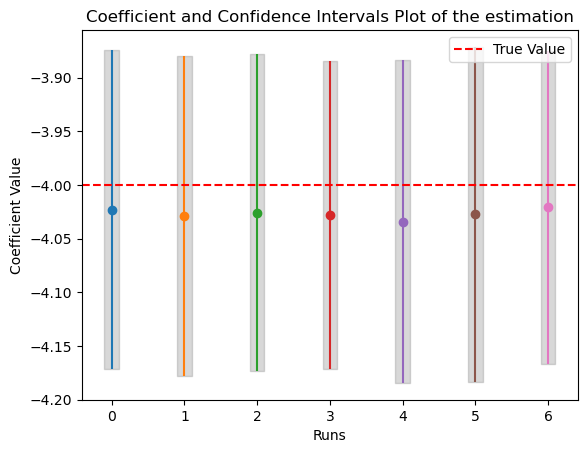 Coefficient and Confidence Intervals Plot of the estimation
True Value
Coefficient Value
−3.90
−3.95
−4.00
−4.05
−4.10
−4.15
−4.20
0 1 2 3 4 5 6
Runs